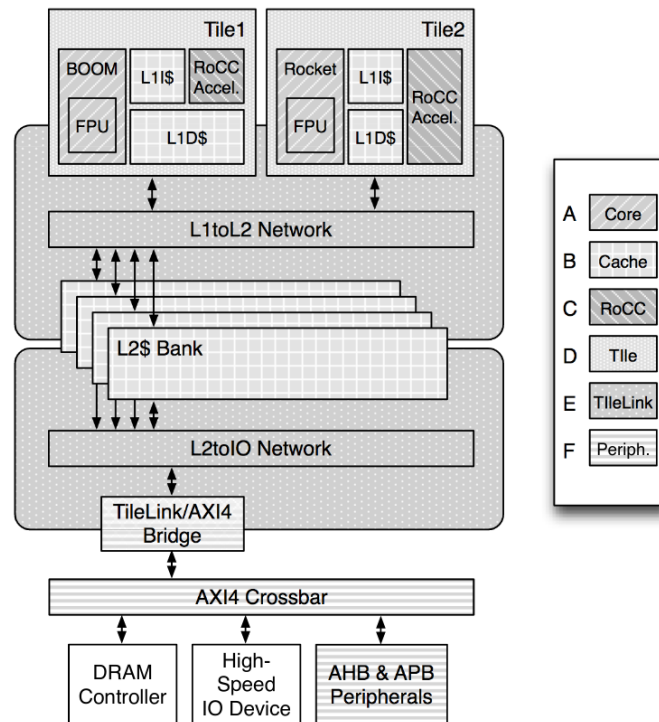 Tile1
BOOM
FPU
L1I$
RoCC
Accel.
L1D$
Tile2
Rocket
FPU
L1I$
L1D$
RoCC
Accel.
L1toL2 Network
L2$ Bank
L2toIO Network
TileLink/AXI4
Bridge
AXI4 Crossbar
DRAM
Controller
High-
Speed
IO Device
AHB & APB
Peripherals
A Core
B Cache
C RoCC
D TIle
E TIleLink
F Periph.